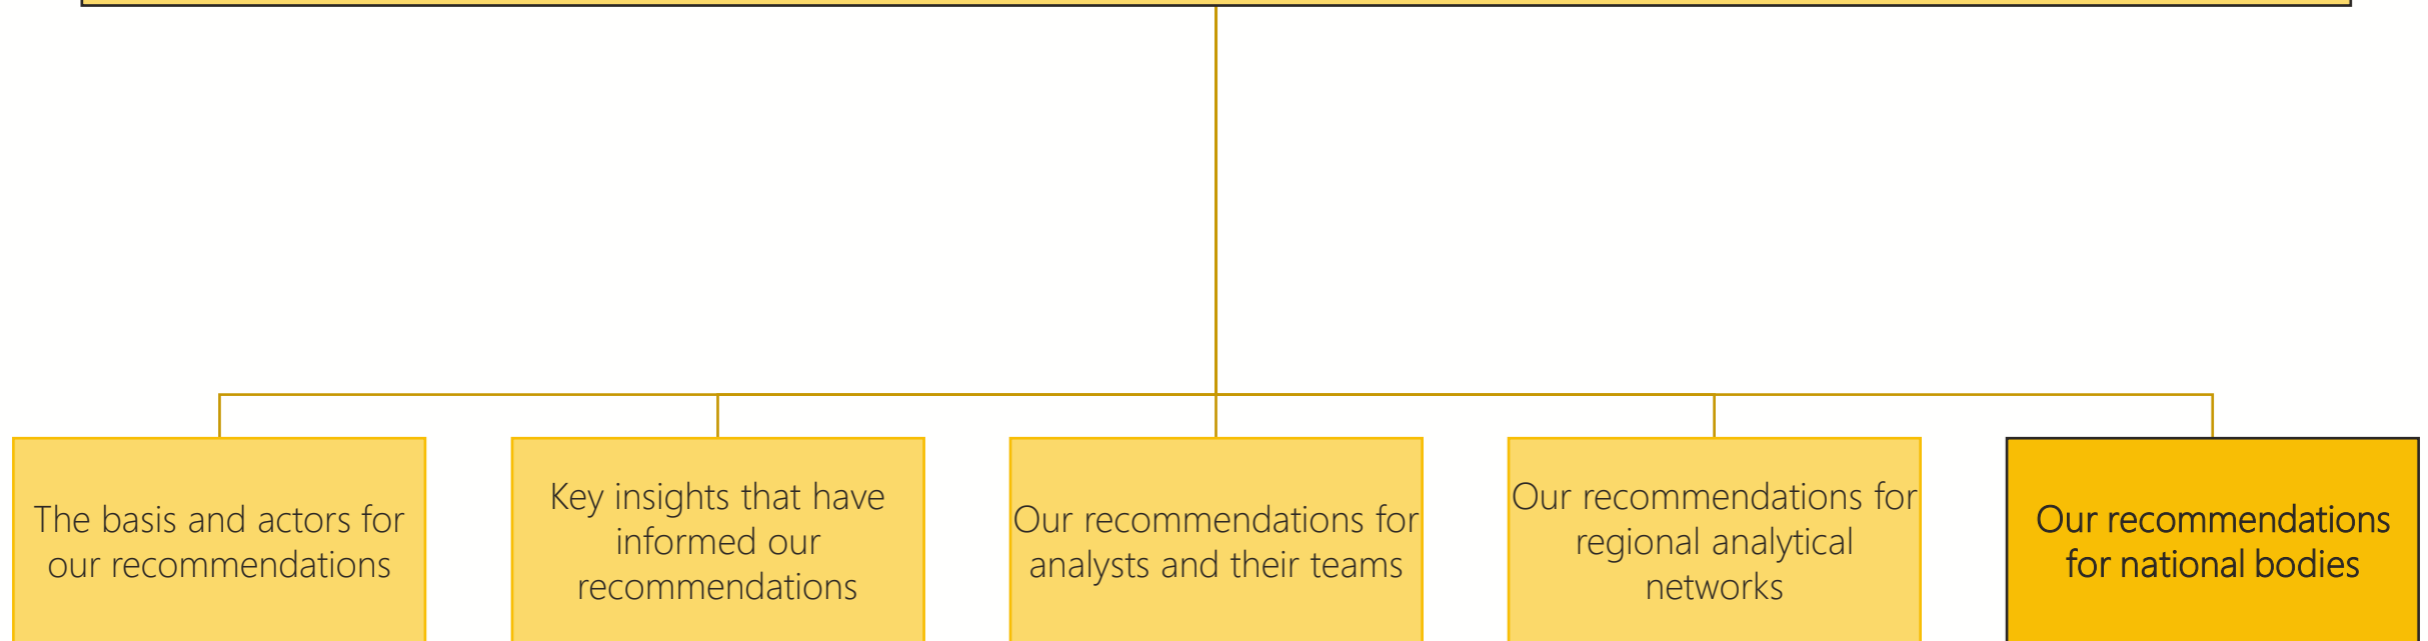 The basis and actors for
our recommendations
Key insights that have
informed our
recommendations
Our recommendations for
analysts and their teams
Our recommendations for
regional analytical
networks
Our recommendations
for national bodies